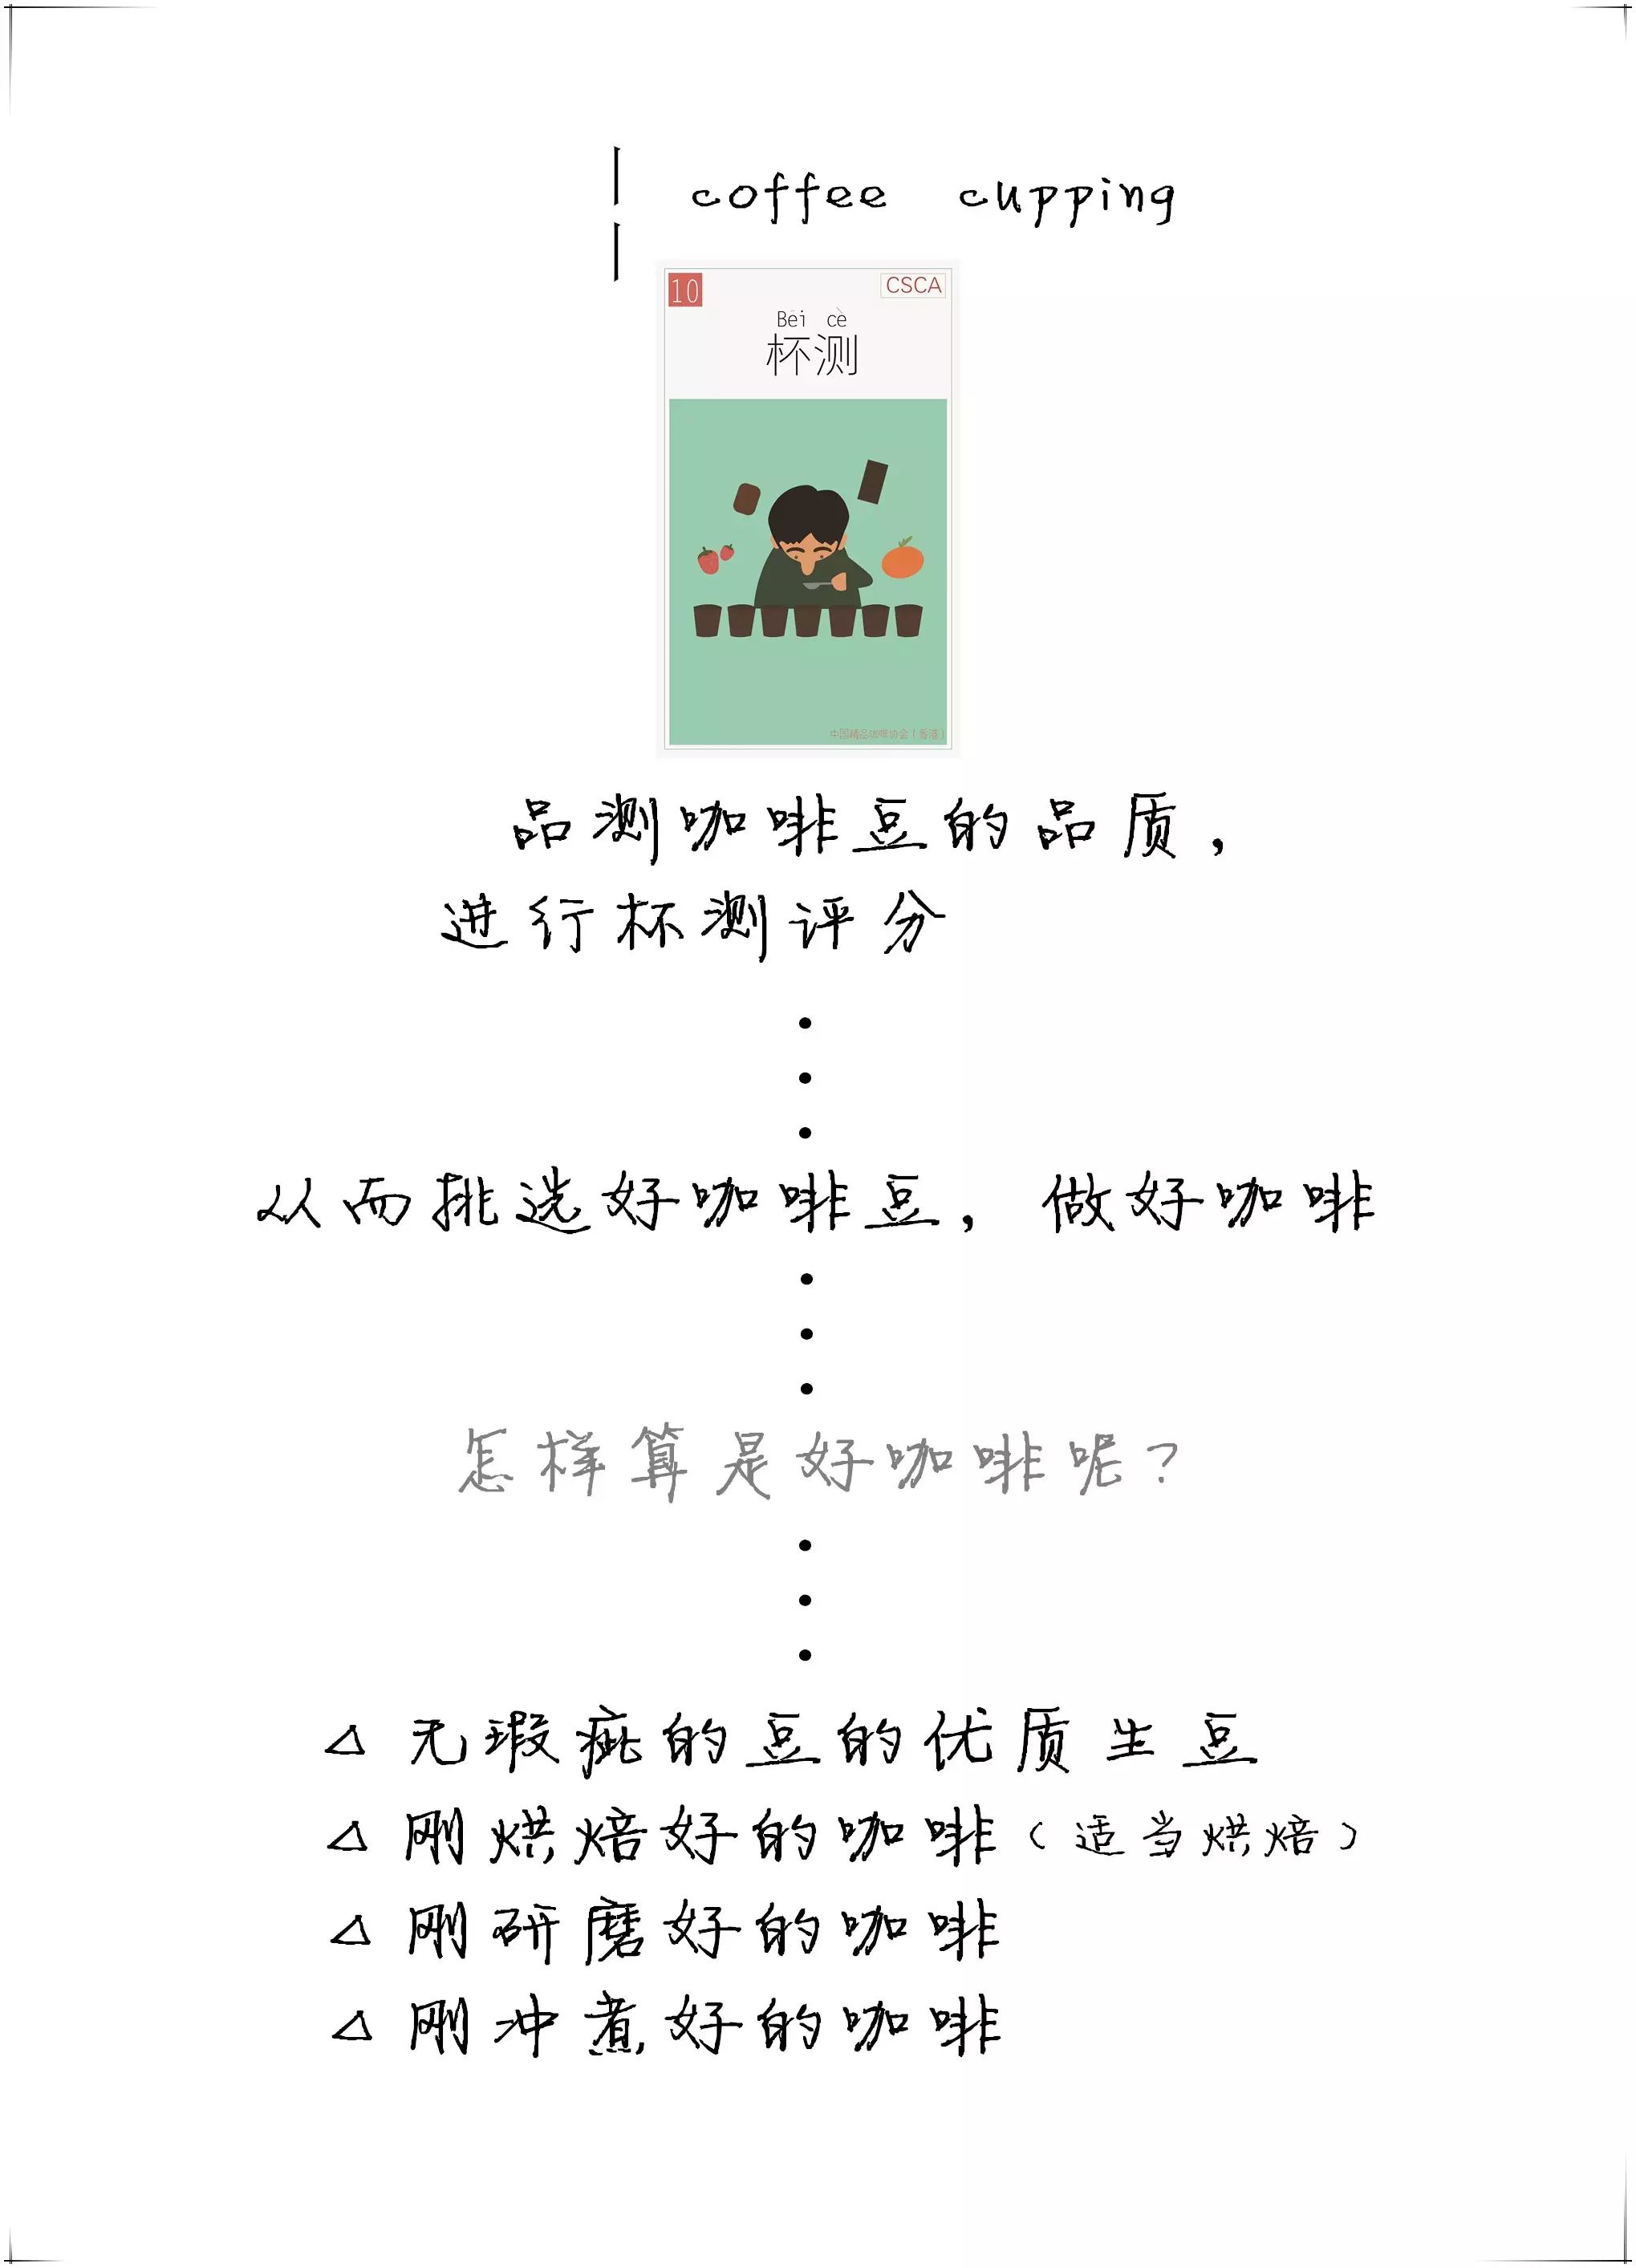 coffee cupping
10
CSCA
Bēi cè
杯测
中国精品咖啡协会（香港）
品测咖啡豆的品质，
进行杯测评分
从而挑选好咖啡豆，做好咖啡
怎样算是好咖啡呢？
△ 无瑕疵的豆的优质生豆
△ 刚烘焙好的咖啡（适当烘焙）
△ 刚研磨好的咖啡
△ 刚冲煮好的咖啡